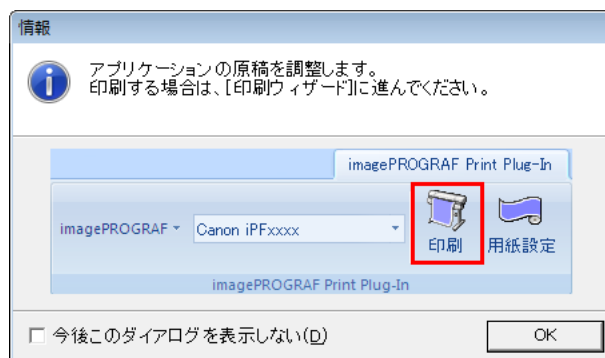 情報
アプリケーションの原稿を調整します。
印刷する場合は、[印刷ウィザード]に進んでください。
imagePROGRAF Print Plug-In
imagePROGRAF
Canon iPFxxxx
印刷
用紙設定
imagePROGRAF Print Plug-In
今後このダイアログを表示しない(D)
OK